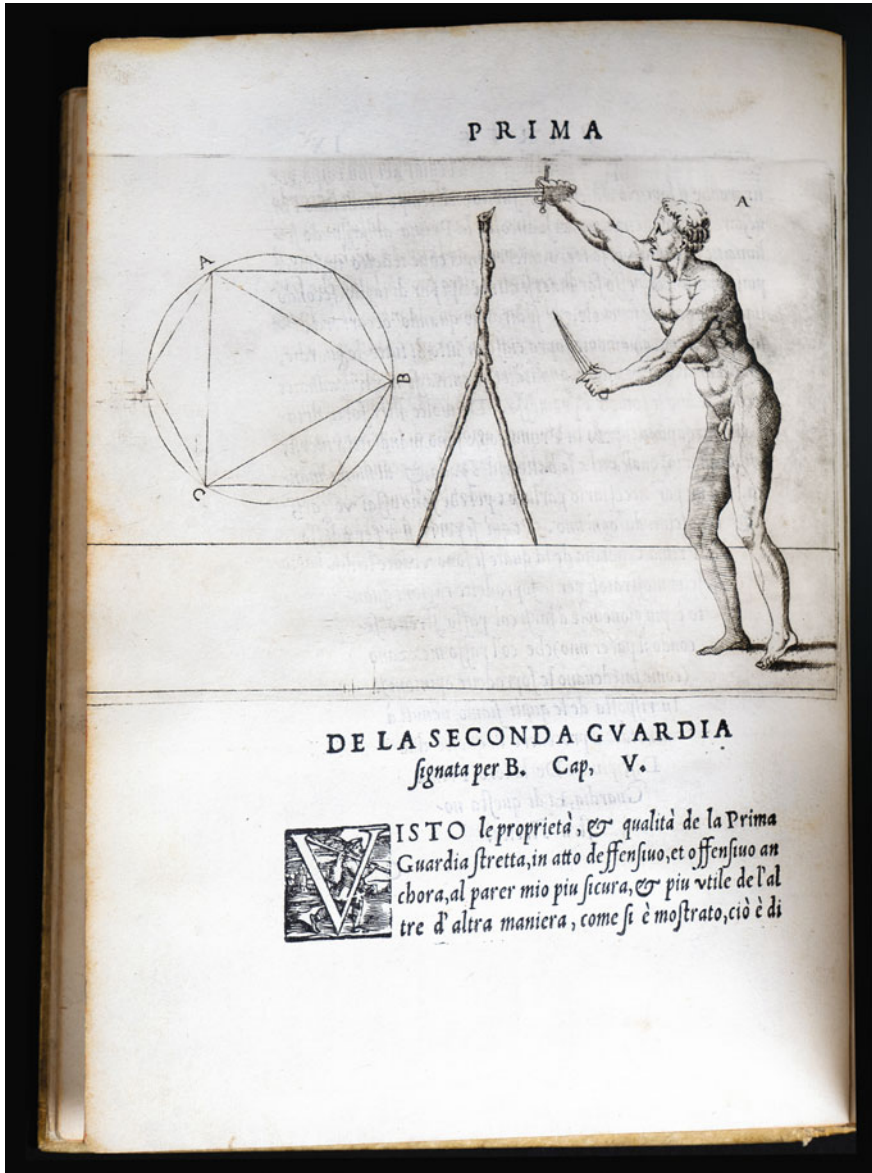 PRIMA
A
A
B
C
DE LA SECONDA GVARDIA
ſignata per B. Cap, V.
VISTO le proprietà, & qualità de la Prima
Guardia ſtretta, in atto deffenſiuo, et offenſiuo an
chora, al parer mio piu ſicura, & piu vtile de l'al
tre d'altra maniera, come ſi è moſtrato, ciò è di